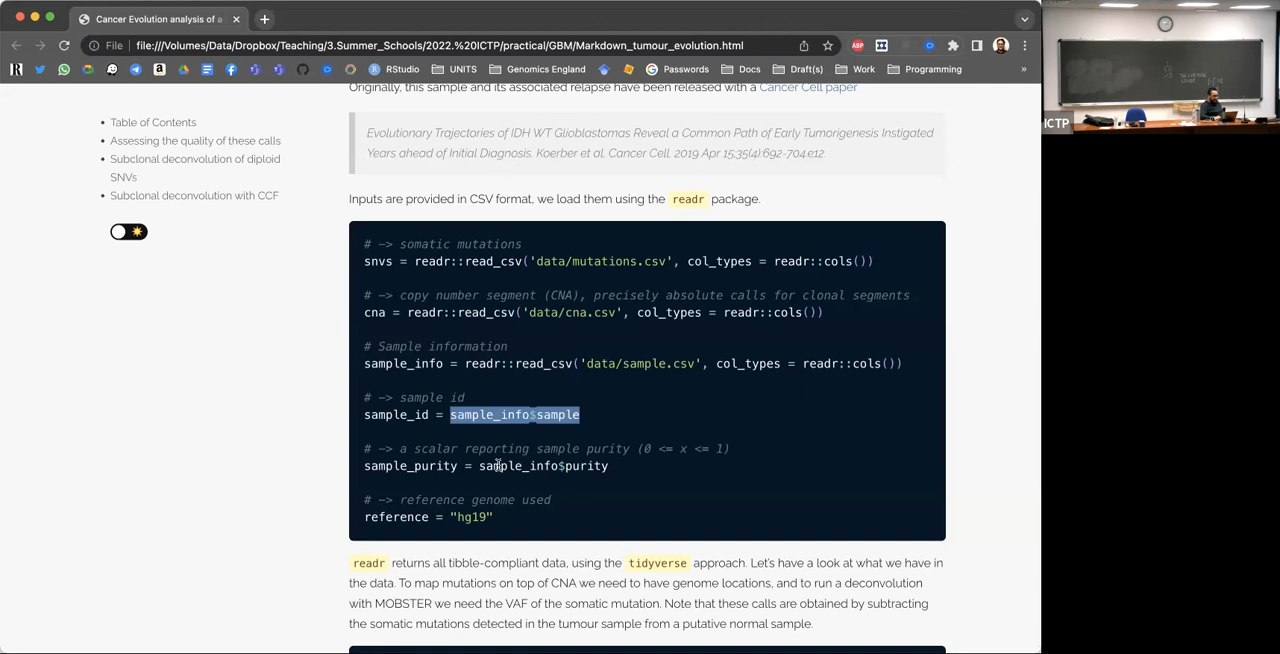 Cancer Evolution analysis of a
File file:///Volumes/Data/Dropbox/Teaching/3.Summer_Schools/2022.%20ICTP/practical/GBM/Markdown_tumour_evolution.html
ABP
RStudio UNITS Genomics England Passwords Docs Draft(s) Work Programming »
Originally, this sample and its associated relapse have been released with a Cancer Cell paper
Table of Contents
Assessing the quality of these calls
Subclonal deconvolution of diploid
SNVs
Subclonal deconvolution with CCF
Evolutionary Trajectories of IDH WT Glioblastomas Reveal a Common Path of Early Tumorigenesis Instigated
Years ahead of Initial Diagnosis. Koerber et al. Cancer Cell. 2019 Apr 15;35(4):692-704.e12.
Inputs are provided in CSV format, we load them using the readr package.
# -> somatic mutations
snvs = readr::read_csv('data/mutations.csv', col_types = readr::cols())
# -> copy number segment (CNA), precisely absolute calls for clonal segments
cna = readr::read_csv('data/cna.csv', col_types = readr::cols())
# Sample information
sample_info = readr::read_csv('data/sample.csv', col_types = readr::cols())
# -> sample id
sample_id = sample_info$sample
# -> a scalar reporting sample purity (0 <= x <= 1)
sample_purity = sample_info$purity
# -> reference genome used
reference = "hg19"
readr returns all tibble-compliant data, using the tidyverse approach. Let's have a look at what we have in
the data. To map mutations on top of CNA we need to have genome locations, and to run a deconvolution
with MOBSTER we need the VAF of the somatic mutation. Note that these calls are obtained by subtracting
the somatic mutations detected in the tumour sample from a putative normal sample.
ICTP